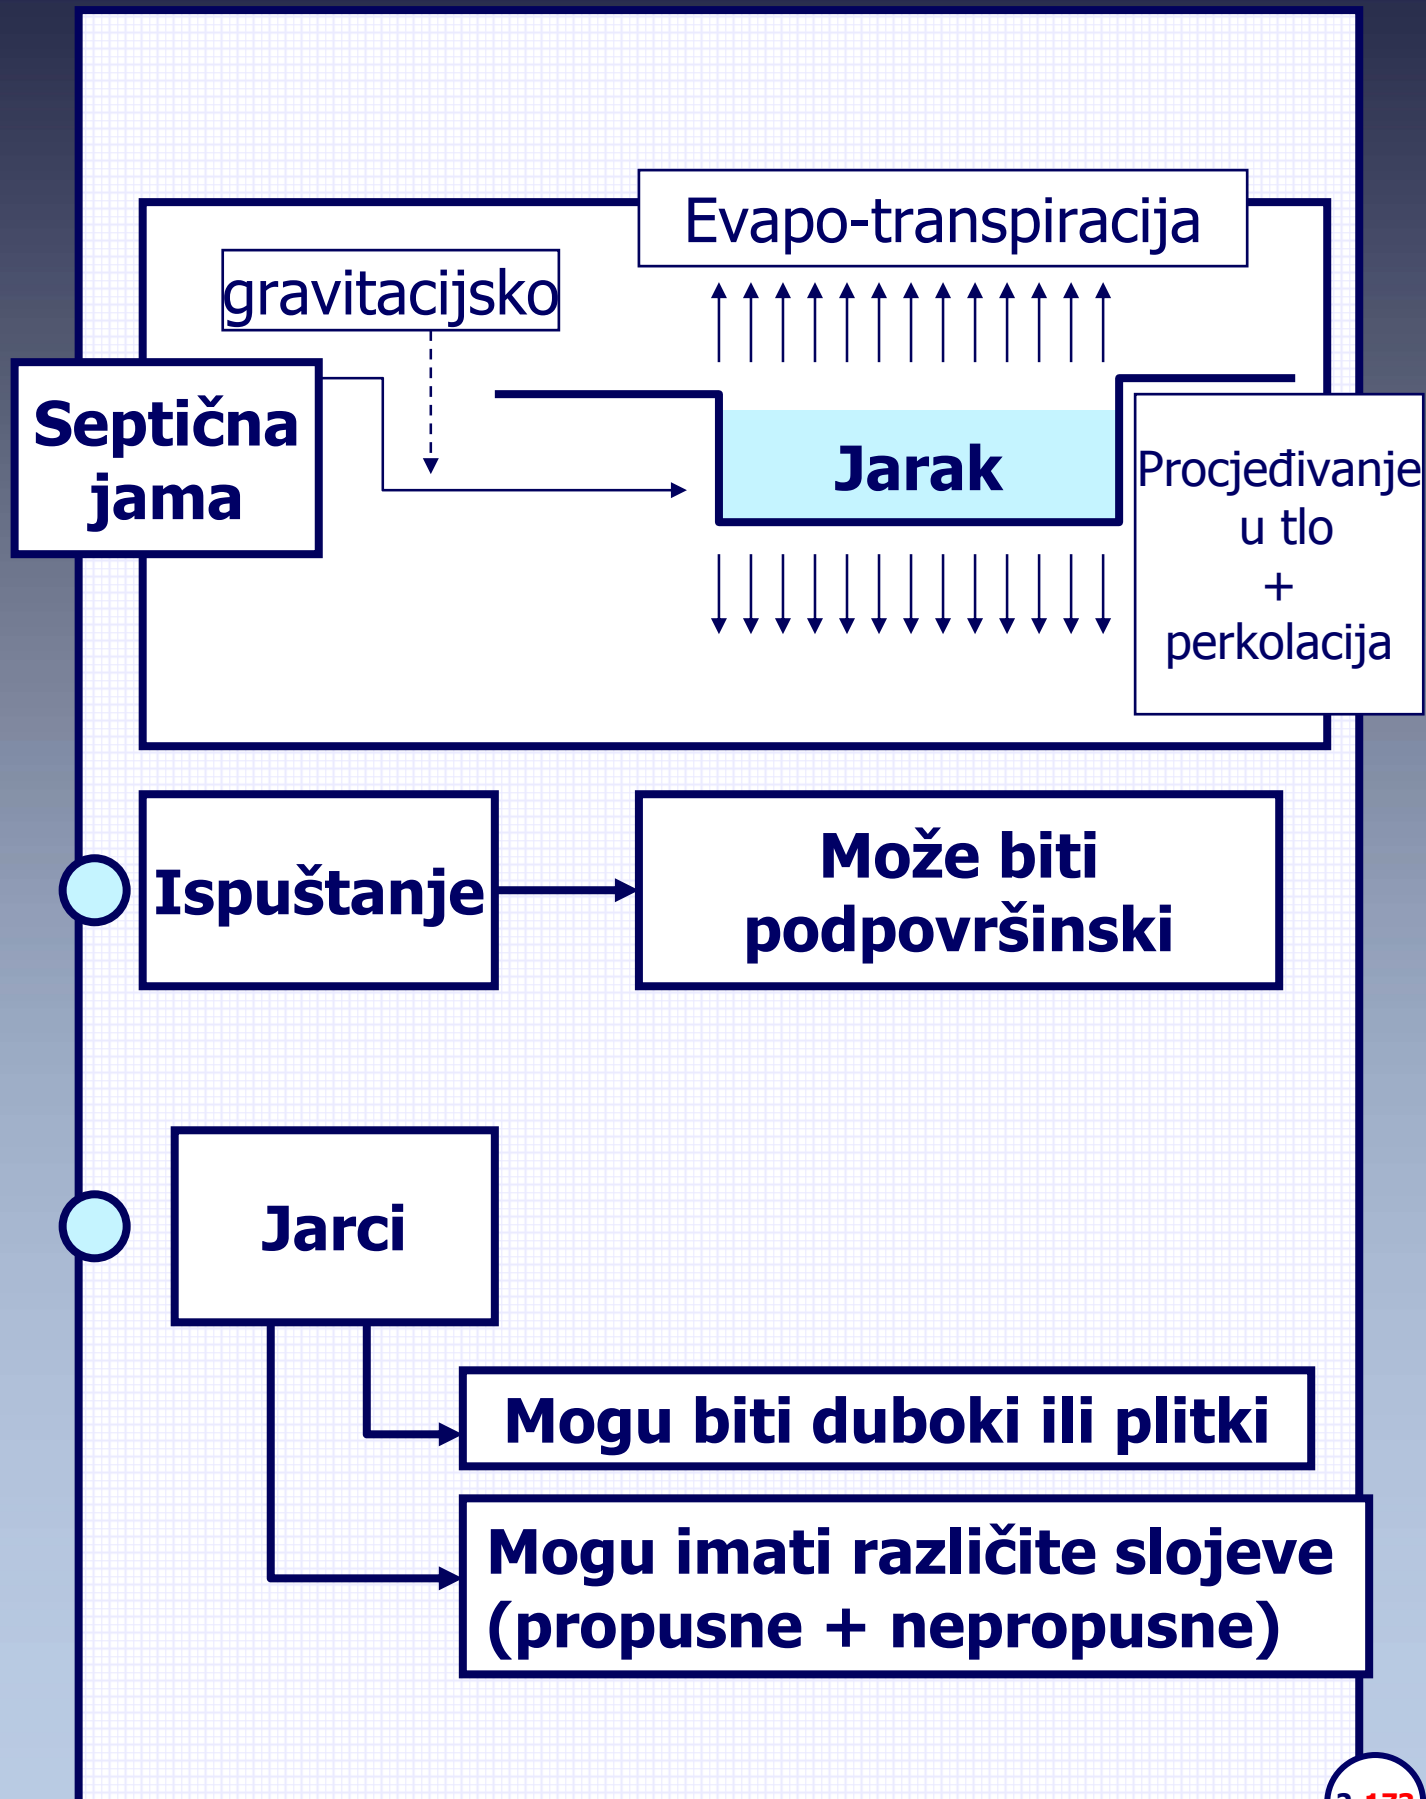 Evapo-transpiracija
gravitacijsko
Septična
jama
Jarak
Procjeđivanje
u tlo
+
perkolacija
Ispuštanje
Može biti
podpovršinski
Jarci
Mogu biti duboki ili plitki
Mogu imati različite slojeve
(propusne + nepropusne)